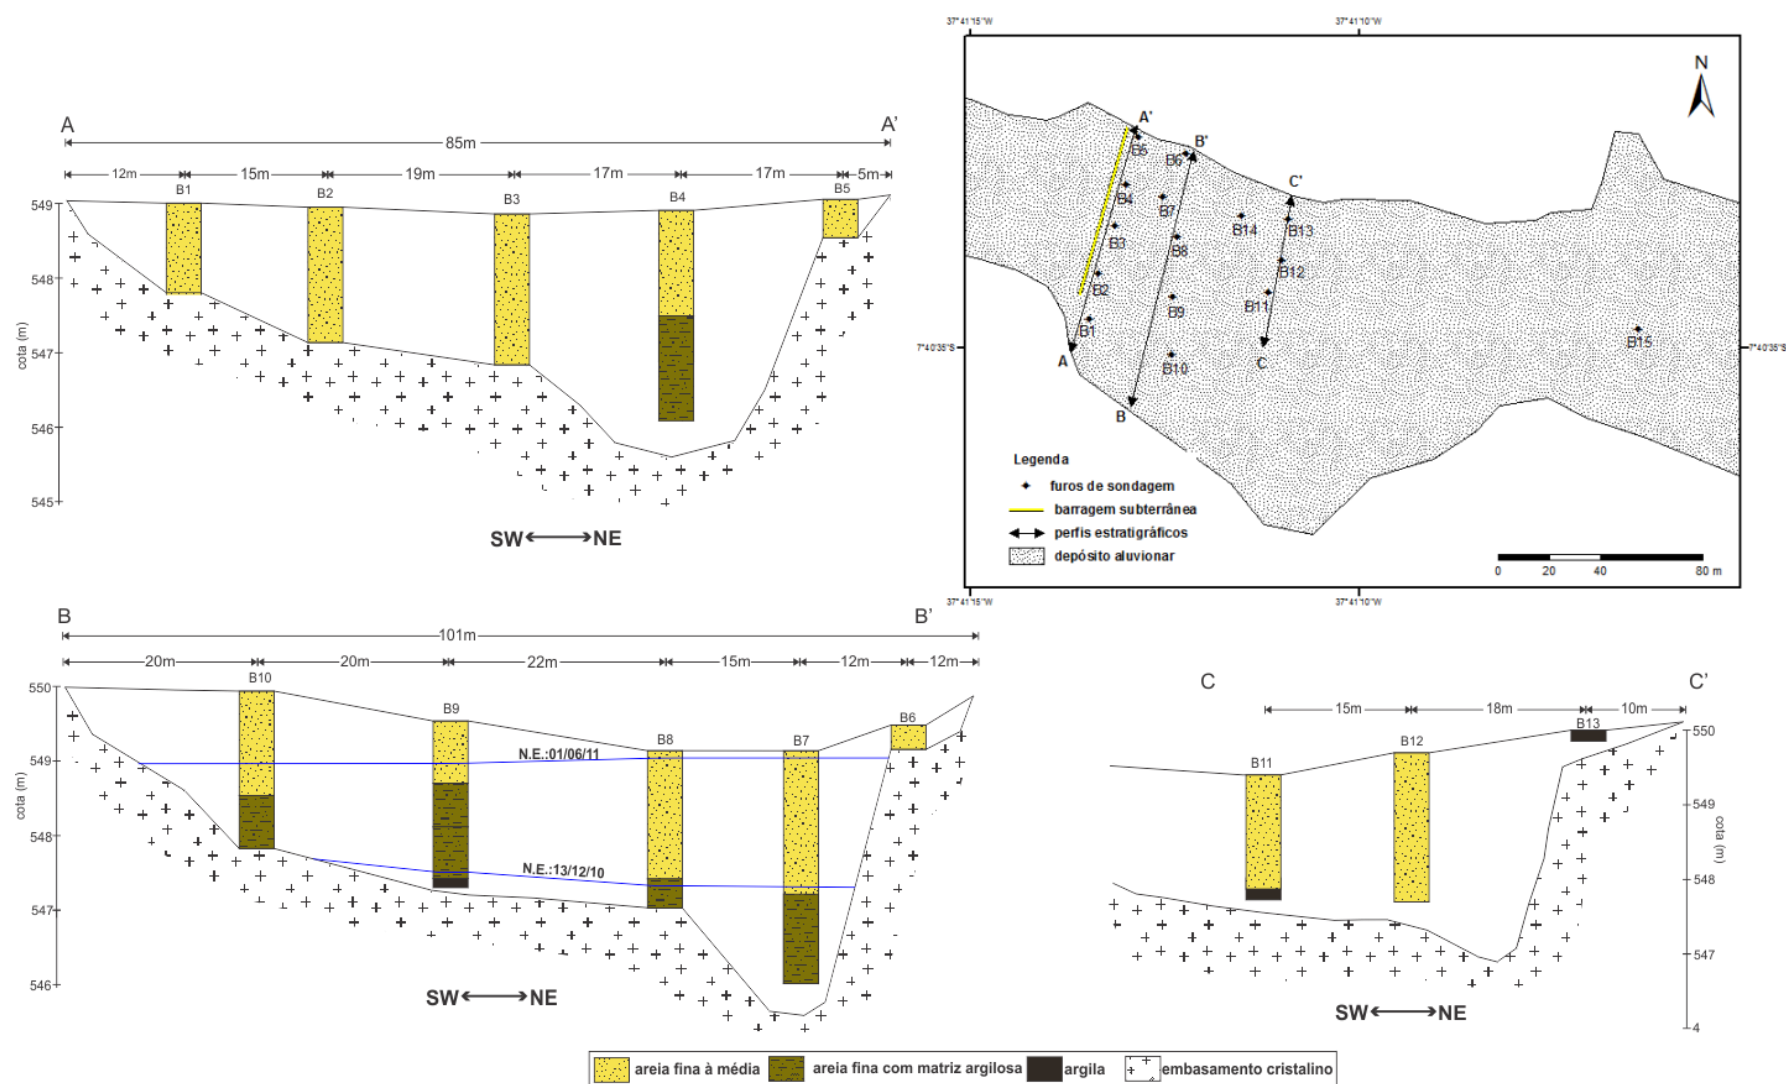 A A'
85m
12m 15m 19m 17m 17m 5m
B1 B2 B3 B4 B5
549
548
547
546
545
cota (m)
SW NE
37°41'15"W 37°41'10"W
N
A'
B'
B5
B6
C'
B4
B7
B3
B8
B14
B13
B2
B12
B9
B11
B1
B15
7°40'35"S 7°40'35"S
A
B10
C
B
Legenda
furos de sondagem
barragem subterrânea
perfis estratigráficos
depósito aluvionar
0 20 40 80 m
37°41'15"W 37°41'10"W
B B'
101m
20m 20m 22m 15m 12m 12m
B10 B9 B8 B7 B6
550
549
548
547
546
cota (m)
N.E.:01/06/11
N.E.:13/12/10
SW NE
C C'
15m 18m 10m
B11 B12 B13
550
549
548
547
4
cota (m)
SW NE
areia fina à média areia fina com matriz argilosa argila embasamento cristalino